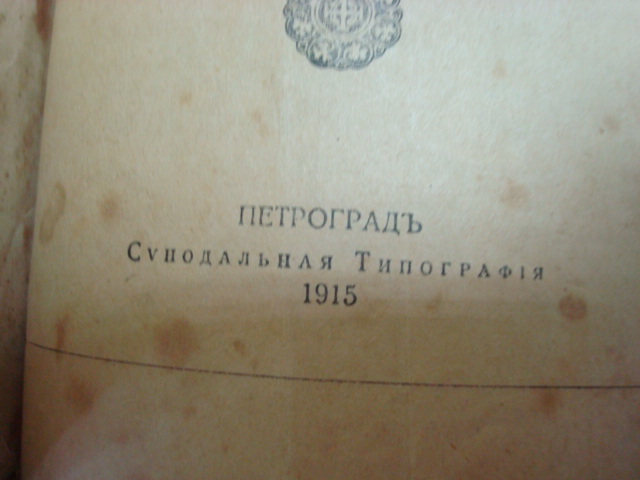 ПЕТРОГРАДЪ
Сѵнодальная Типографія
1915